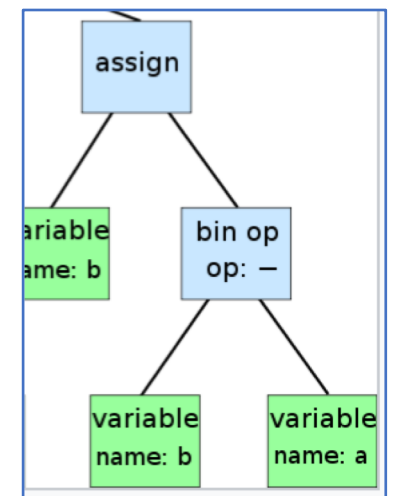 assign
ariable
ame: b
bin op
op: −
variable
name: b
variable
name: a